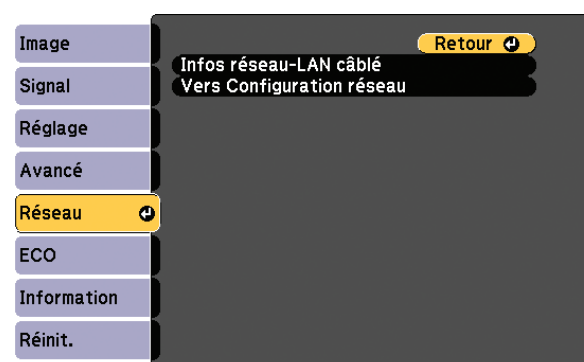 Image
Signal
Réglage
Avancé
Réseau
ECO
Information
Réinit.
Retour
Infos réseau-LAN câblé
Vers Configuration réseau